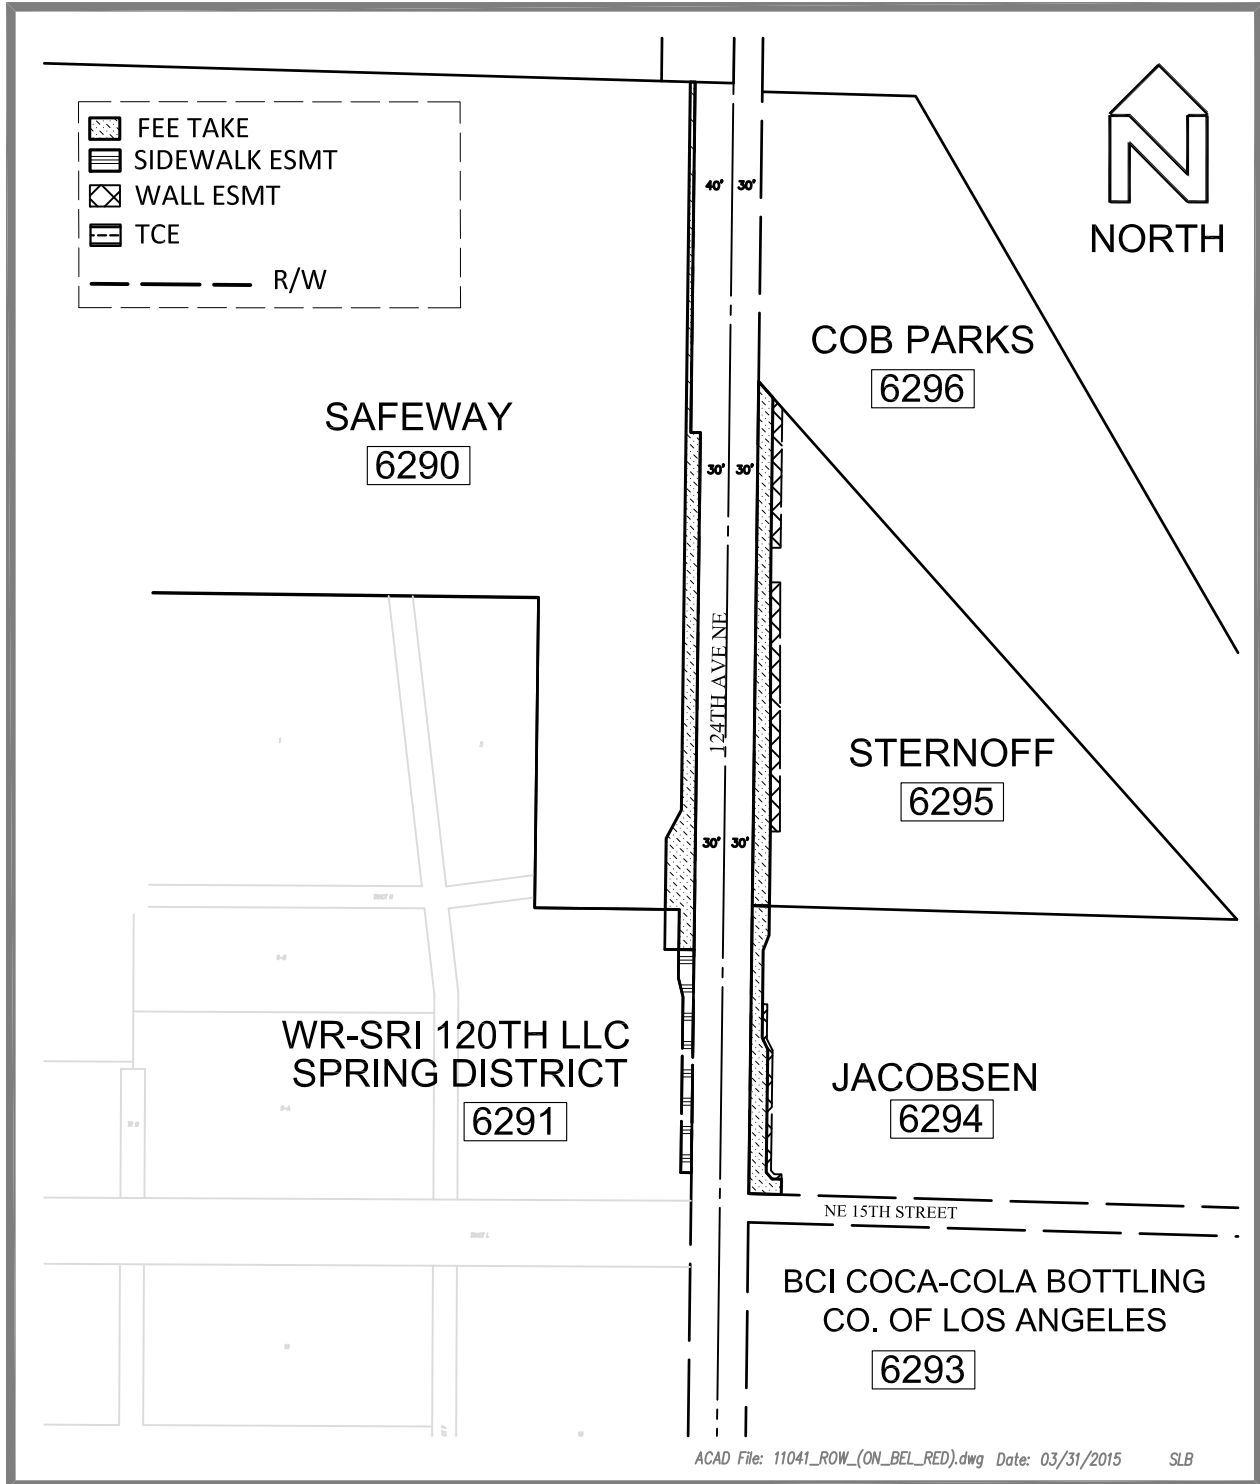 FEE TAKE
SIDEWALK ESMT
WALL ESMT
TCE
R/W
NORTH
40' 30'
COB PARKS
6296
SAFEWAY
6290
30' 30'
124TH AVE NE
STERNOFF
6295
30' 30'
WR-SRI 120TH LLC
SPRING DISTRICT
6291
JACOBSEN
6294
NE 15TH STREET
BCI COCA-COLA BOTTLING
CO. OF LOS ANGELES
6293
ACAD File: 11041_ROW_(ON_BEL_RED).dwg Date: 03/31/2015 SLB